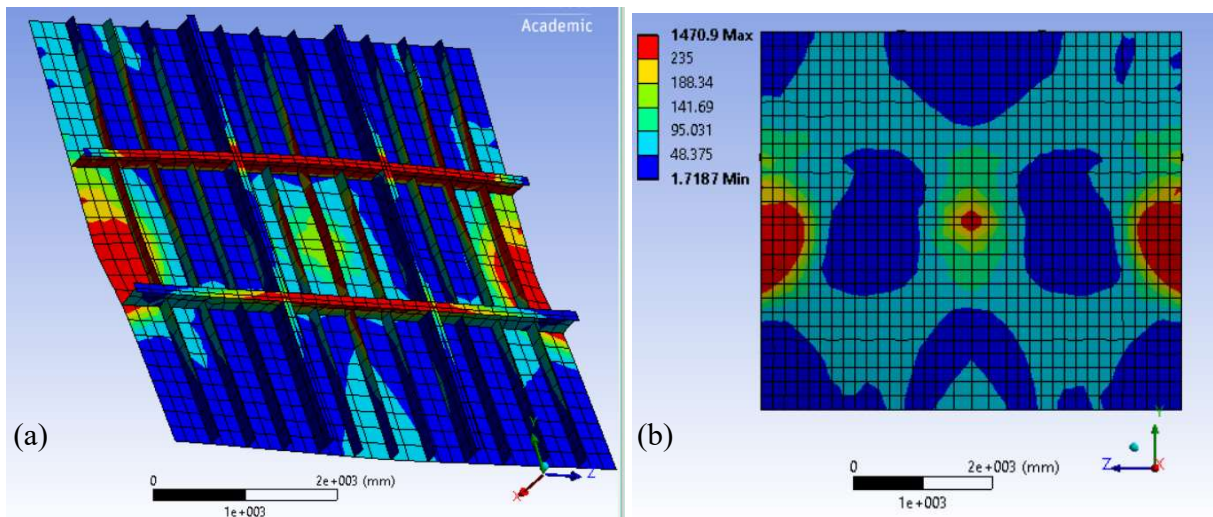 Academic
(a)
Y
Z
X
0
2e+003 (mm)
1e+003
1470.9 Max
235
188.34
141.69
95.031
48.375
1.7187 Min
(b)
Y
Z
X
0
2e+003 (mm)
1e+003